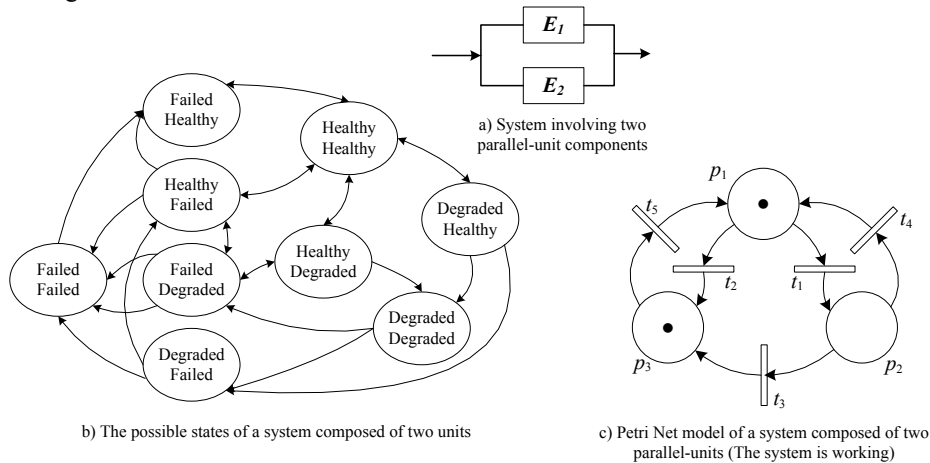 E1
E2
a) System involving two
parallel-unit components
Failed
Healthy
Healthy
Healthy
Healthy
Failed
Degraded
Healthy
Healthy
Degraded
Failed
Failed
Failed
Degraded
Degraded
Degraded
Degraded
Failed
b) The possible states of a system composed of two units
p1
t5
t4
t2
t1
p3
p2
t3
c) Petri Net model of a system composed of two
parallel-units (The system is working)